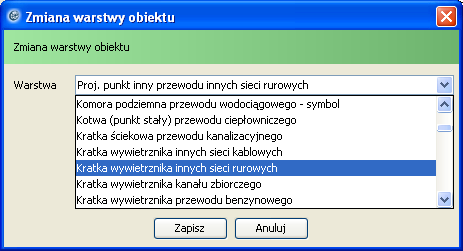 Zmiana warstwy obiektu
Zmiana warstwy obiektu
Warstwa
Proj. punkt inny przewodu innych sieci rurowych
Komora podziemna przewodu wodociągowego - symbol
Kotwa (punkt stały) przewodu ciepłowniczego
Kratka ściekowa przewodu kanalizacyjnego
Kratka wywietrznika innych sieci kablowych
Kratka wywietrznika innych sieci rurowych
Kratka wywietrznika kanału zbiorczego
Kratka wywietrznika przewodu benzynowego
Zapisz
Anuluj